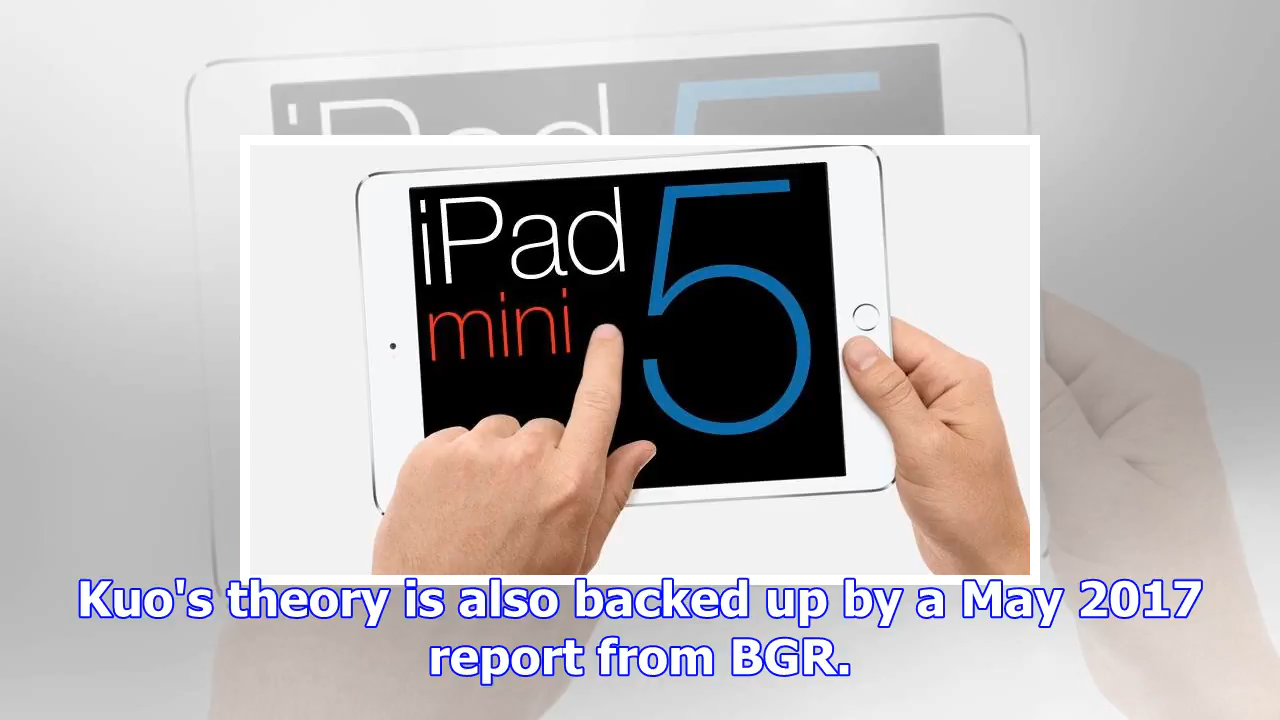 iPad
mini
5
Kuo's theory is also backed up by a May 2017
report from BGR.